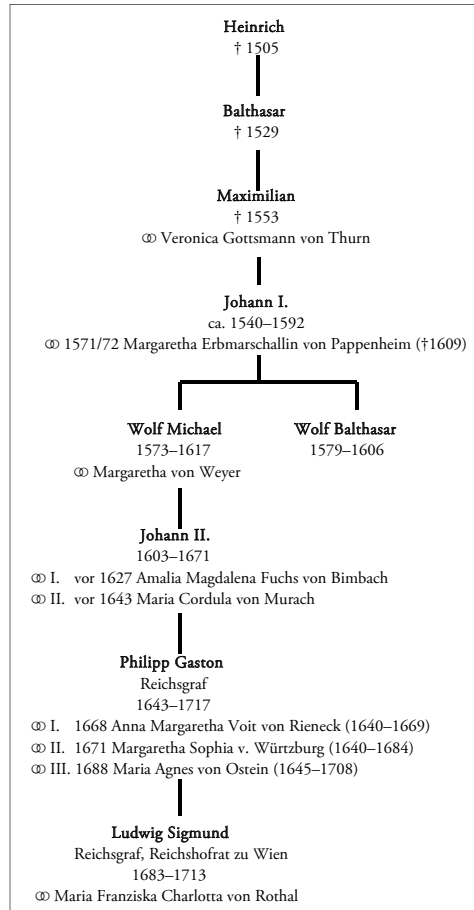 Heinrich
† 1505
Balthasar
† 1529
Maximilian
† 1553
⚭ Veronica Gottsmann von Thurn
Johann I.
ca. 1540–1592
⚭ 1571/72 Margaretha Erbmarschallin von Pappenheim (†1609)
Wolf Michael
1573–1617
⚭ Margaretha von Weyer
Wolf Balthasar
1579–1606
Johann II.
1603–1671
⚭ I. vor 1627 Amalia Magdalena Fuchs von Bimbach
⚭ II. vor 1643 Maria Cordula von Murach
Philipp Gaston
Reichsgraf
1643–1717
⚭ I. 1668 Anna Margaretha Voit von Rieneck (1640–1669)
⚭ II. 1671 Margaretha Sophia v. Würtzburg (1640–1684)
⚭ III. 1688 Maria Agnes von Ostein (1645–1708)
Ludwig Sigmund
Reichsgraf, Reichshofrat zu Wien
1683–1713
⚭ Maria Franziska Charlotta von Rothal